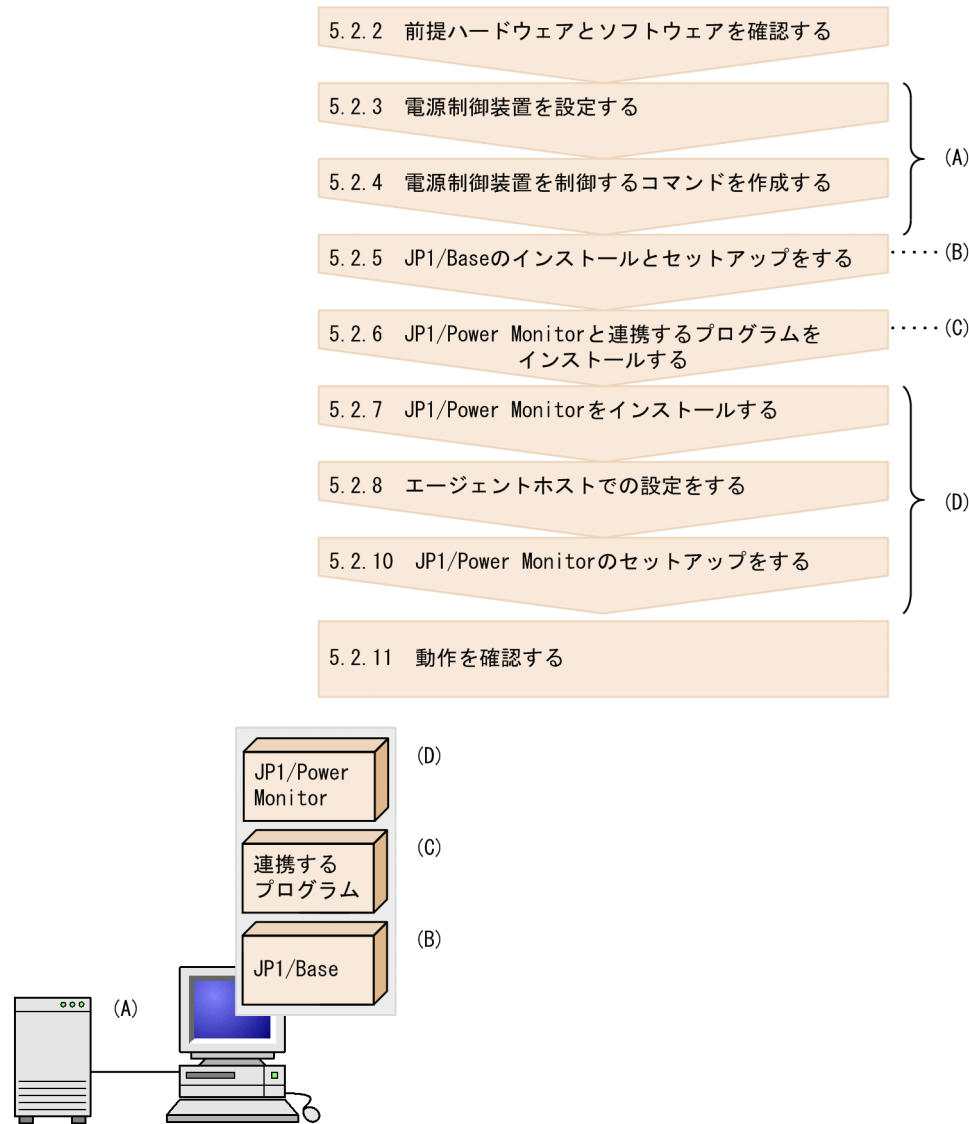 5.2.2 前提ハードウェアとソフトウェアを確認する
5.2.3 電源制御装置を設定する
(A)
5.2.4 電源制御装置を制御するコマンドを作成する
5.2.5 JP1/Baseのインストールとセットアップをする
·····(B)
5.2.6 JP1/Power Monitorと連携するプログラムを
インストールする
·····(C)
5.2.7 JP1/Power Monitorをインストールする
5.2.8 エージェントホストでの設定をする
(D)
5.2.10 JP1/Power Monitorのセットアップをする
5.2.11 動作を確認する
JP1/Power
Monitor
(D)
連携する
プログラム
(C)
JP1/Base
(B)
(A)